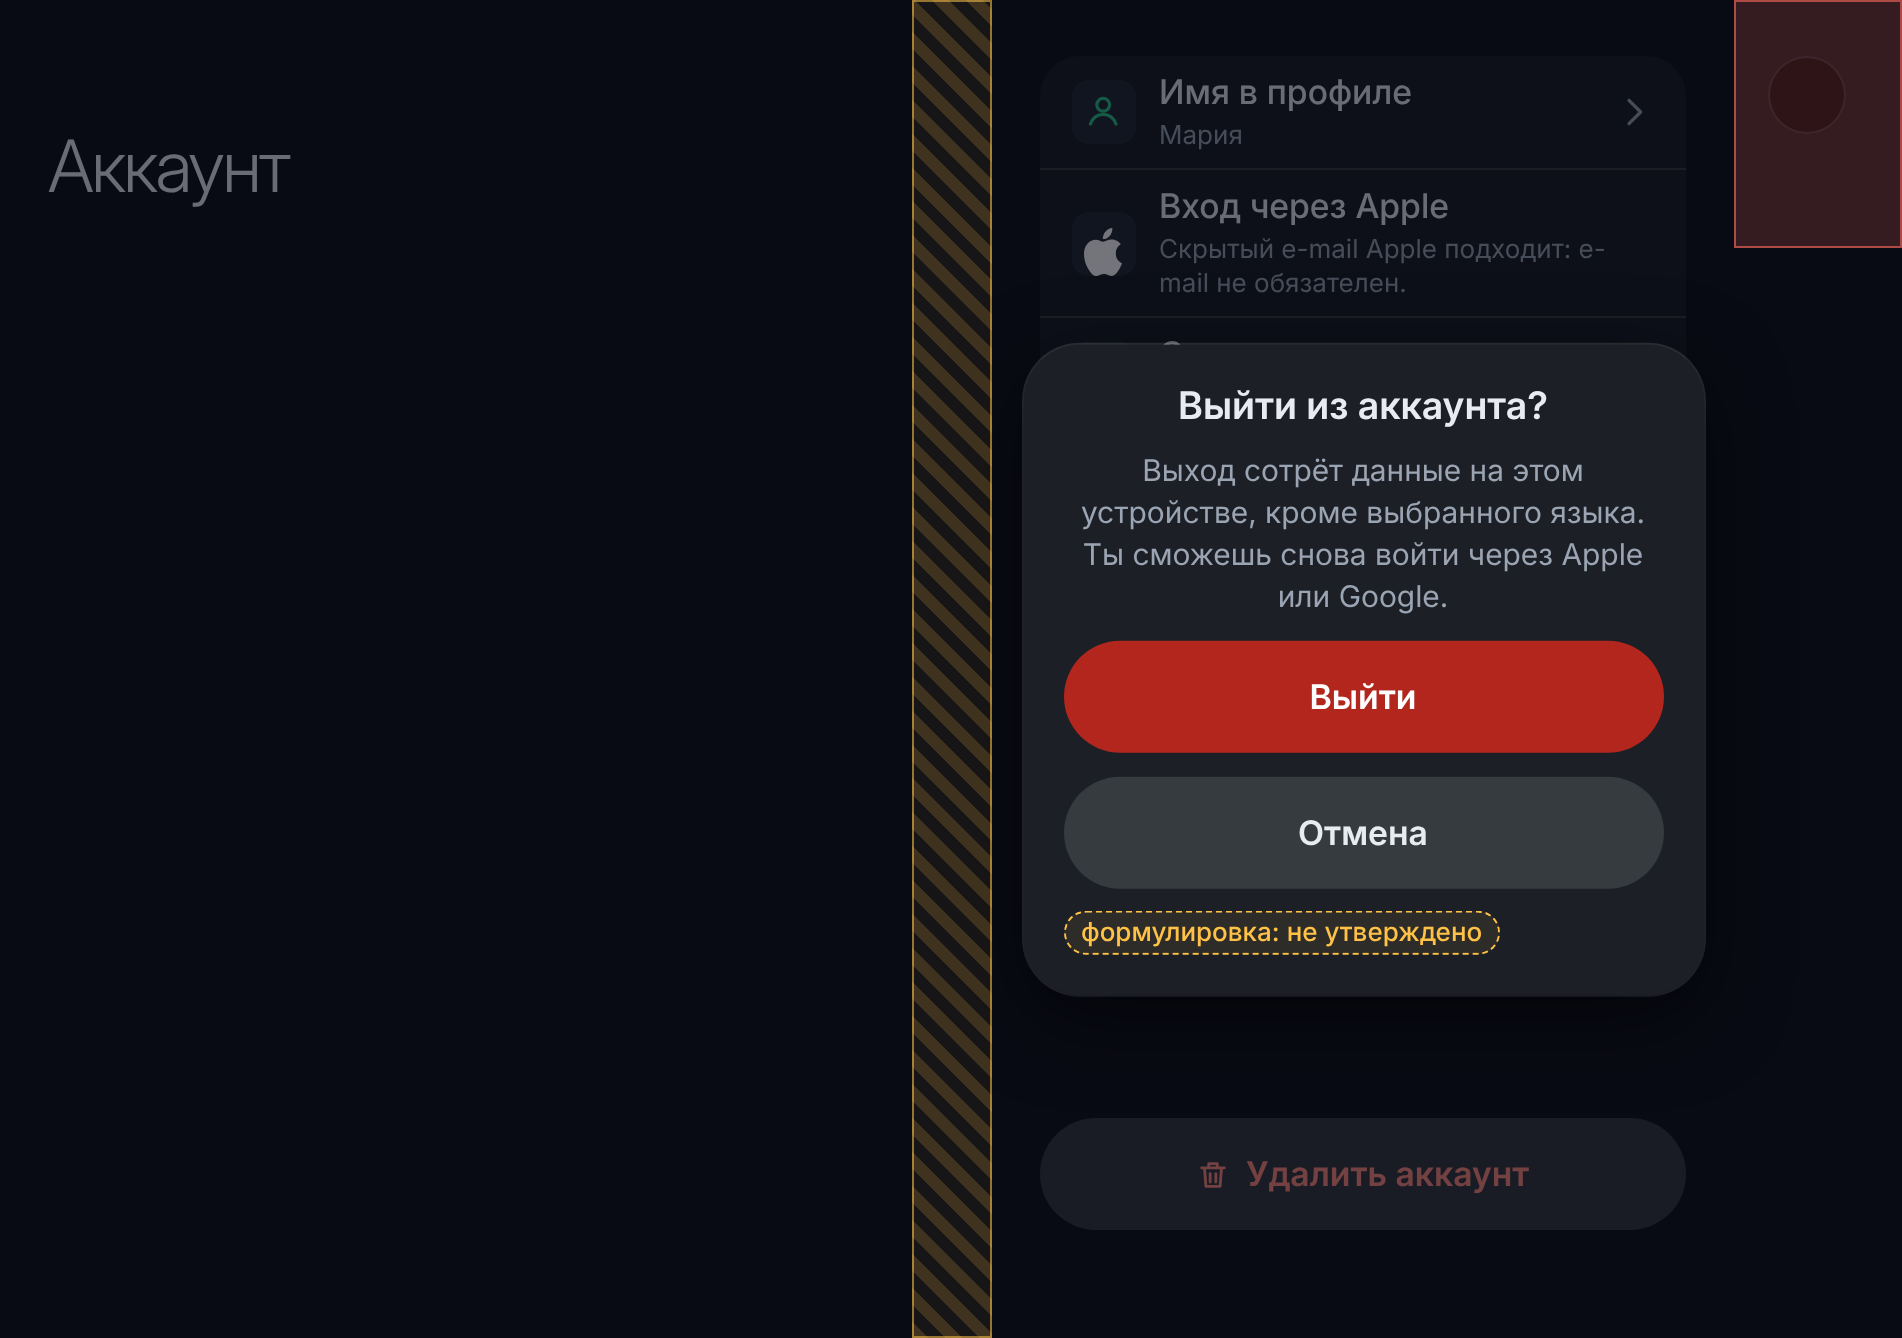 Аккаунт
Имя в профиле
Мария
Вход через Apple
Скрытый e-mail Apple подходит: e-
mail не обязателен.
Выйти из аккаунта?
Выход сотрёт данные на этом
устройстве, кроме выбранного языка.
Ты сможешь снова войти через Apple
или Google.
Выйти
Отмена
формулировка: не утверждено
Удалить аккаунт